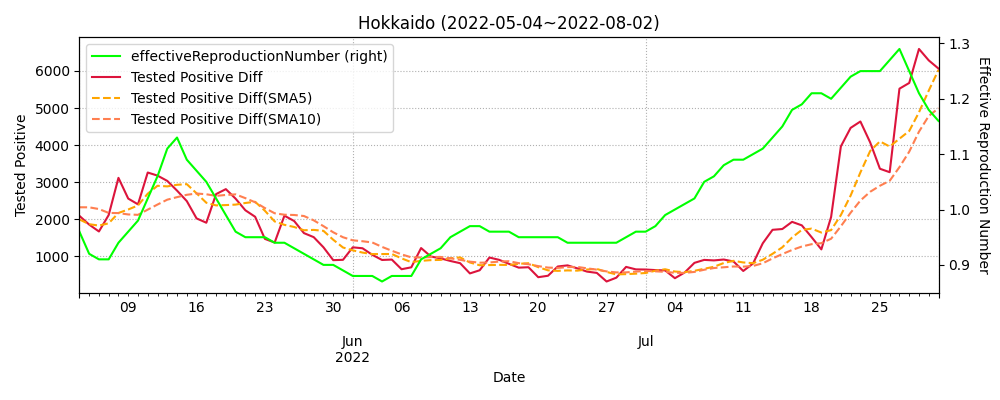 Hokkaido (2022-05-04~2022-08-02)
effectiveReproductionNumber (right)
Tested Positive Diff
Tested Positive Diff(SMA5)
Tested Positive Diff(SMA10)
Tested Positive
6000
5000
4000
3000
2000
1000
1.3
1.2
1.1
1.0
0.9
Effective Reproduction Number
09 16 23 30 06 13 20 27 04 11 18 25
Jun Jul
2022
Date